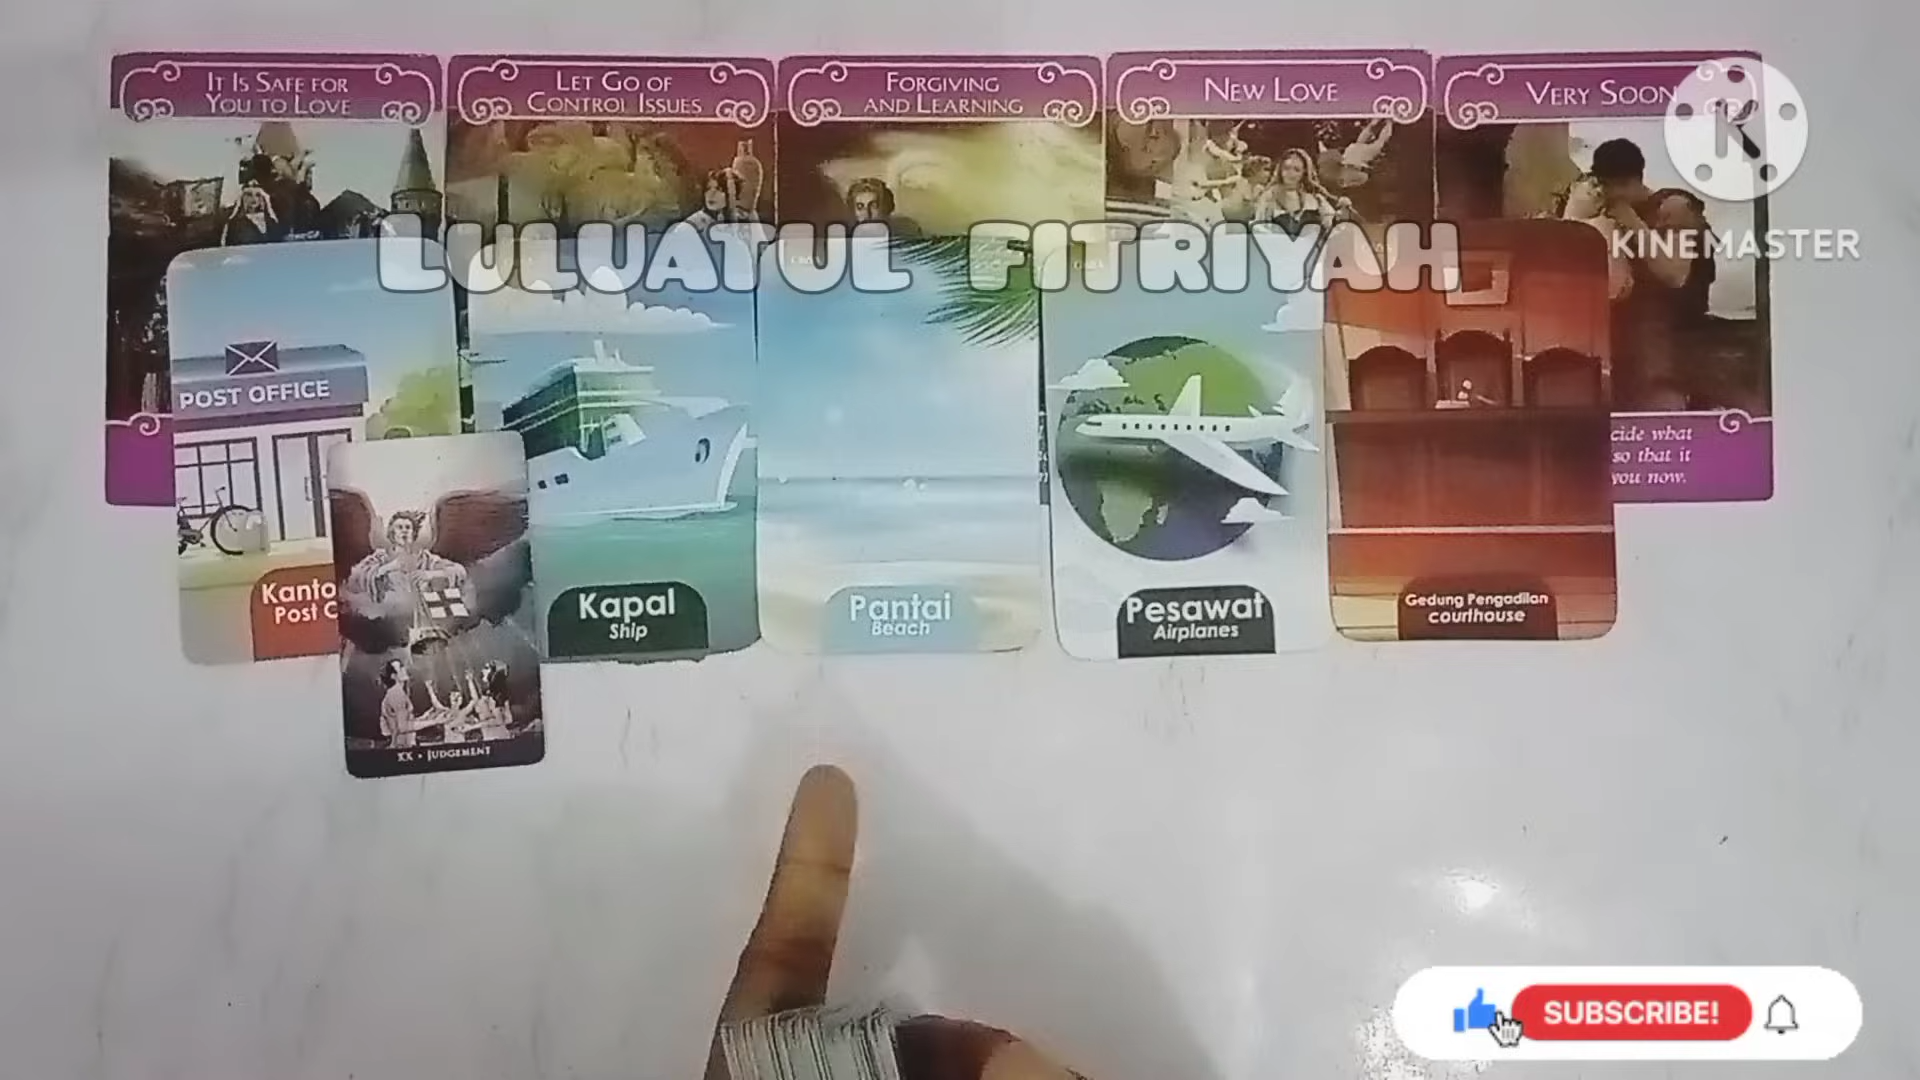 IT IS SAFE FOR
YOU TO LOVE
LET GO OF
CONTROL ISSUES
FORGIVING
AND LEARNING
NEW LOVE
VERY SOON
KINEMASTER
LULUATUL FITRIYAH
POST OFFICE
cide what
so that it
you now.
Kanto
Post O
Kapal
Ship
Pantai
Beach
Pesawat
Airplanes
Gedung Pengadilan
courthouse
XX • JUDGEMENT
SUBSCRIBE!